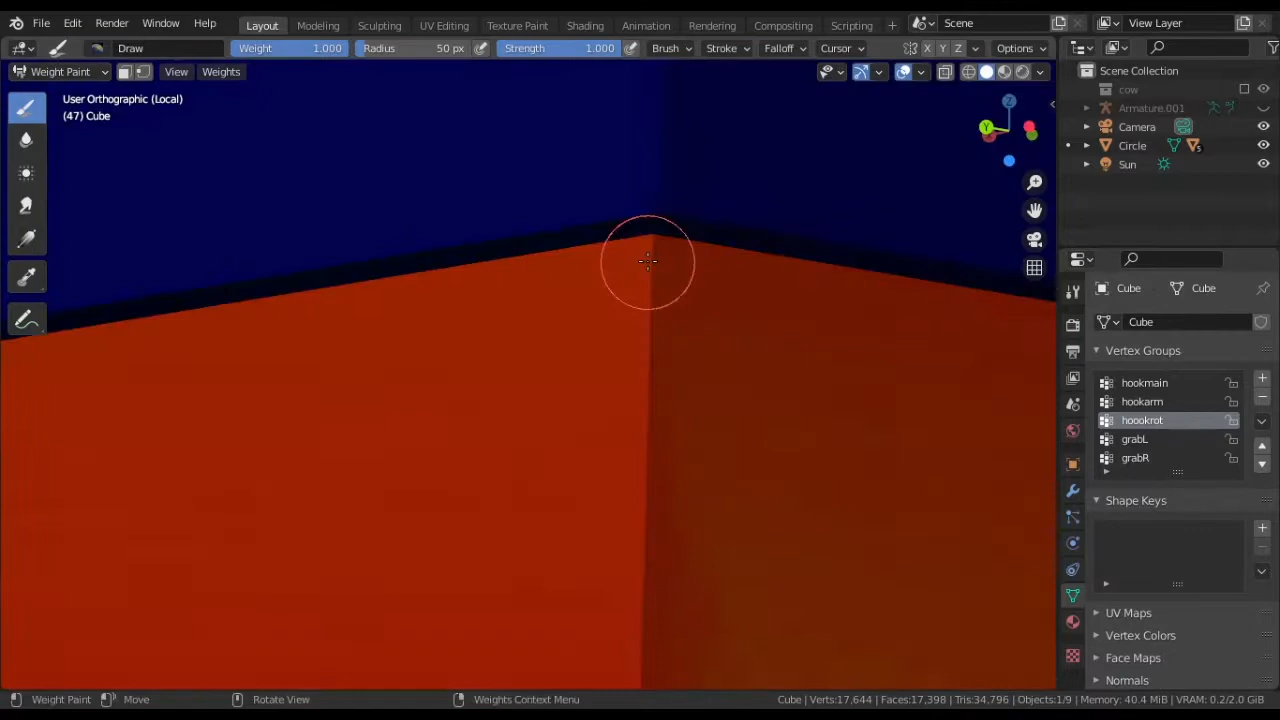 File Edit Render Window Help Layout Modeling Sculpting UV Editing Texture Paint Shading Animation Rendering Compositing Scripting + Scene View Layer
Draw Weight 1.000 Radius 50 px Strength 1.000 Brush Stroke Falloff Cursor X Y Z Options
Weight Paint View Weights
Scene Collection
cow
User Orthographic (Local)
(47) Cube
Armature.001
Camera
Circle
5
Sun
Z
Y
Cube Cube
Cube
Vertex Groups
hookmain
hookarm
hoookrot
grabL
grabR
Shape Keys
UV Maps
Vertex Colors
Face Maps
Normals
Weight Paint Move Rotate View Weights Context Menu Cube | Verts:17,644 | Faces:17,398 | Tris:34,796 | Objects:1/9 | Memory: 40.4 MiB | VRAM: 0.2/2.0 GiB